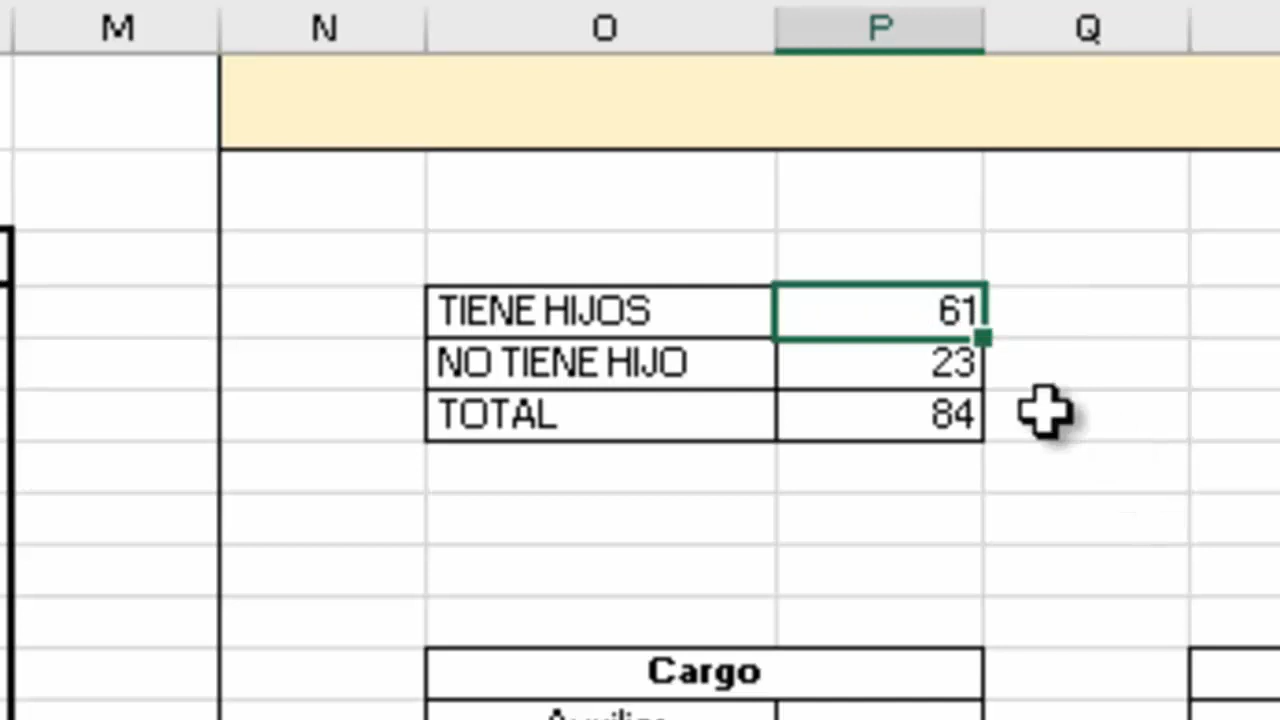 M N O P Q
TIENE HIJOS 61
NO TIENE HIJO 23
TOTAL 84
Cargo